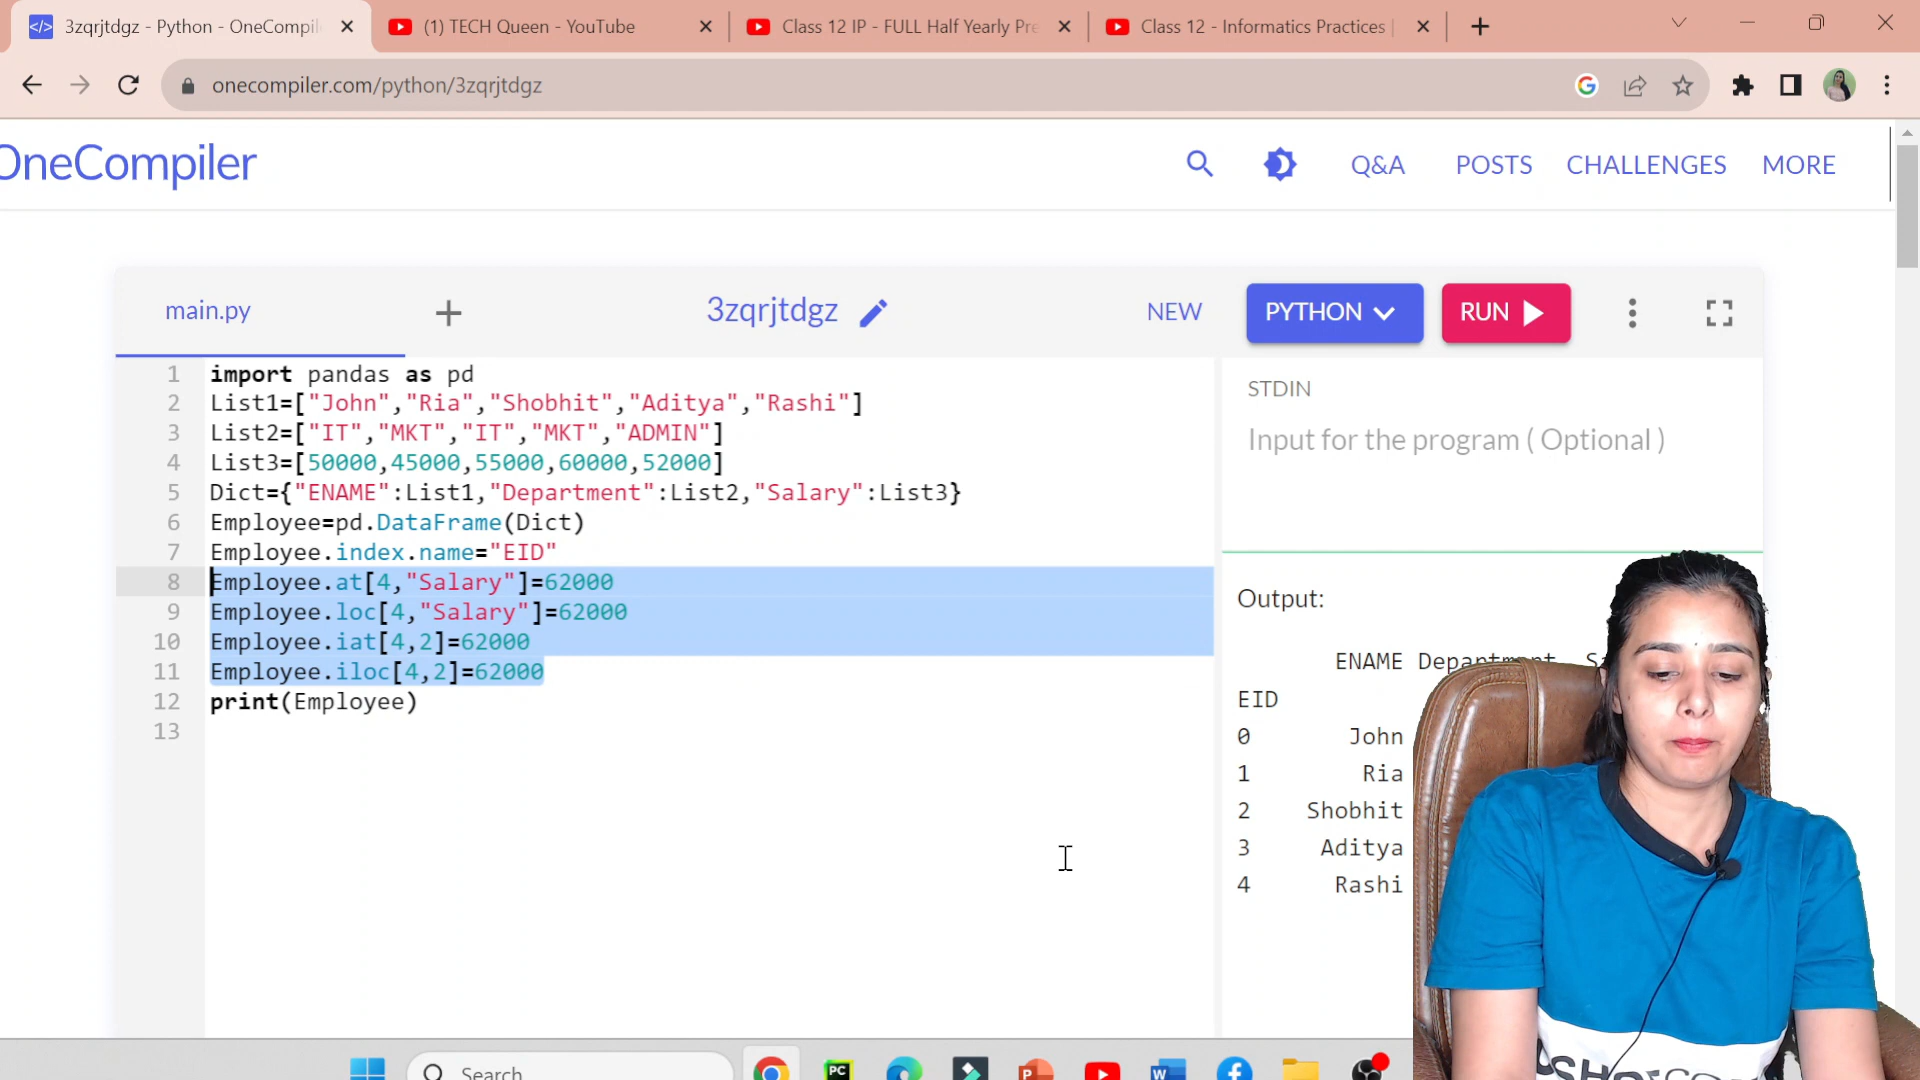 3zqrjtdgz - Python - OneCompil
(1) TECH Queen - YouTube
Class 12 IP - FULL Half Yearly Pre
Class 12 - Informatics Practices |
onecompiler.com/python/3zqrjtdgz
OneCompiler
Q&A
POSTS
CHALLENGES
MORE
main.py
3zqrjtdgz
NEW
PYTHON
RUN
1 import pandas as pd
2 List1=["John","Ria","Shobhit","Aditya","Rashi"]
3 List2=["IT","MKT","IT","MKT","ADMIN"]
4 List3=[50000,45000,55000,60000,52000]
5 Dict={"ENAME":List1,"Department":List2,"Salary":List3}
6 Employee=pd.DataFrame(Dict)
7 Employee.index.name="EID"
8 Employee.at[4,"Salary"]=62000
9 Employee.loc[4,"Salary"]=62000
10 Employee.iat[4,2]=62000
11 Employee.iloc[4,2]=62000
12 print(Employee)
13
STDIN
Input for the program ( Optional )
Output:
ENAME Department
EID
0 John
1 Ria
2 Shobhit
3 Aditya
4 Rashi
Search